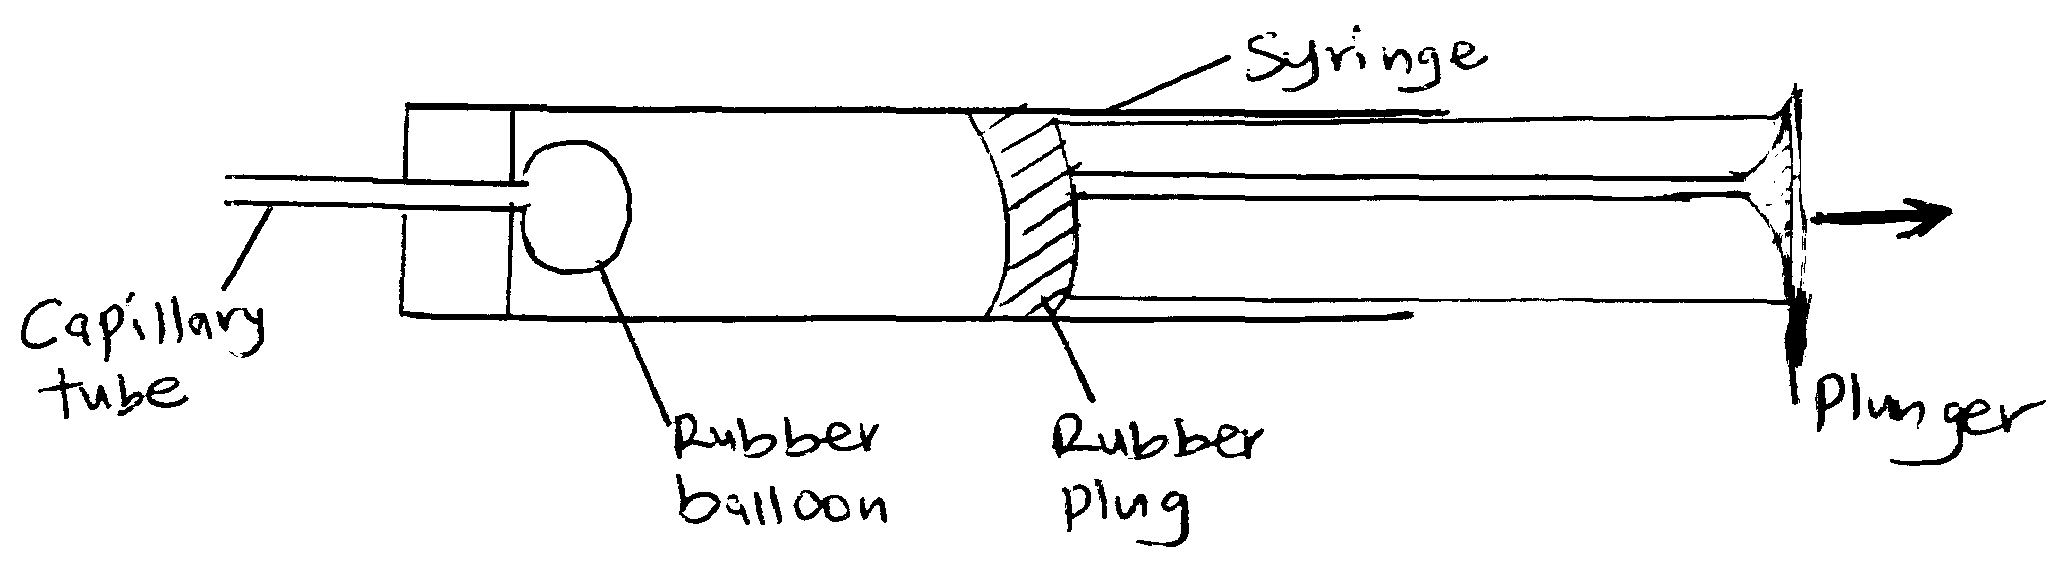 Syringe
Capillary
tube
Rubber
balloon
Rubber
plug
Plunger